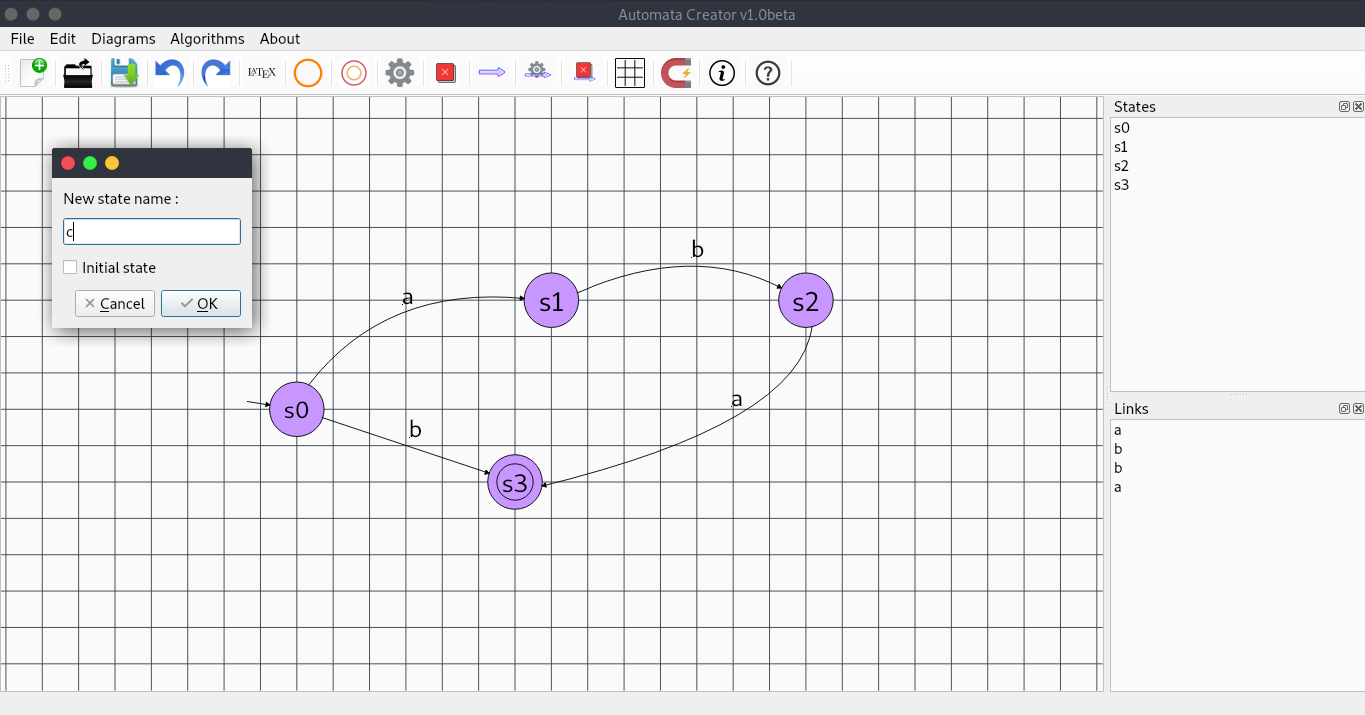 Automata Creator v1.0beta
File Edit Diagrams Algorithms About
LATEX
States
s0
s1
s2
s3
New state name :
c
Initial state
Cancel OK
b
a
s1
s2
a
s0
b
s3
Links
a
b
b
a